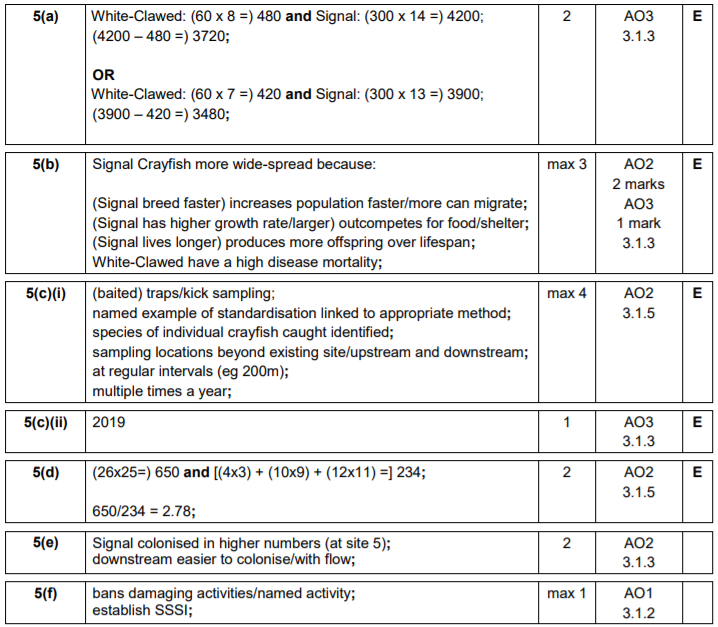 5(a) White-Clawed: (60 x 8 =) 480 and Signal: (300 x 14 =) 4200; 2 AO3 E
(4200 – 480 =) 3720; 3.1.3
OR
White-Clawed: (60 x 7 =) 420 and Signal: (300 x 13 =) 3900;
(3900 – 420 =) 3480;
5(b) Signal Crayfish more wide-spread because: max 3 AO2 E
2 marks
(Signal breed faster) increases population faster/more can migrate; AO3
(Signal has higher growth rate/larger) outcompetes for food/shelter; 1 mark
(Signal lives longer) produces more offspring over lifespan; 3.1.3
White-Clawed have a high disease mortality;
5(c)(i) (baited) traps/kick sampling; max 4 AO2 E
named example of standardisation linked to appropriate method; 3.1.5
species of individual crayfish caught identified;
sampling locations beyond existing site/upstream and downstream;
at regular intervals (eg 200m);
multiple times a year;
5(c)(ii) 2019 1 AO3 E
3.1.3
5(d) (26x25=) 650 and [(4x3) + (10x9) + (12x11) =] 234; 2 AO2 E
3.1.5
650/234 = 2.78;
5(e) Signal colonised in higher numbers (at site 5); 2 AO2
downstream easier to colonise/with flow; 3.1.3
5(f) bans damaging activities/named activity; max 1 AO1
establish SSSI; 3.1.2